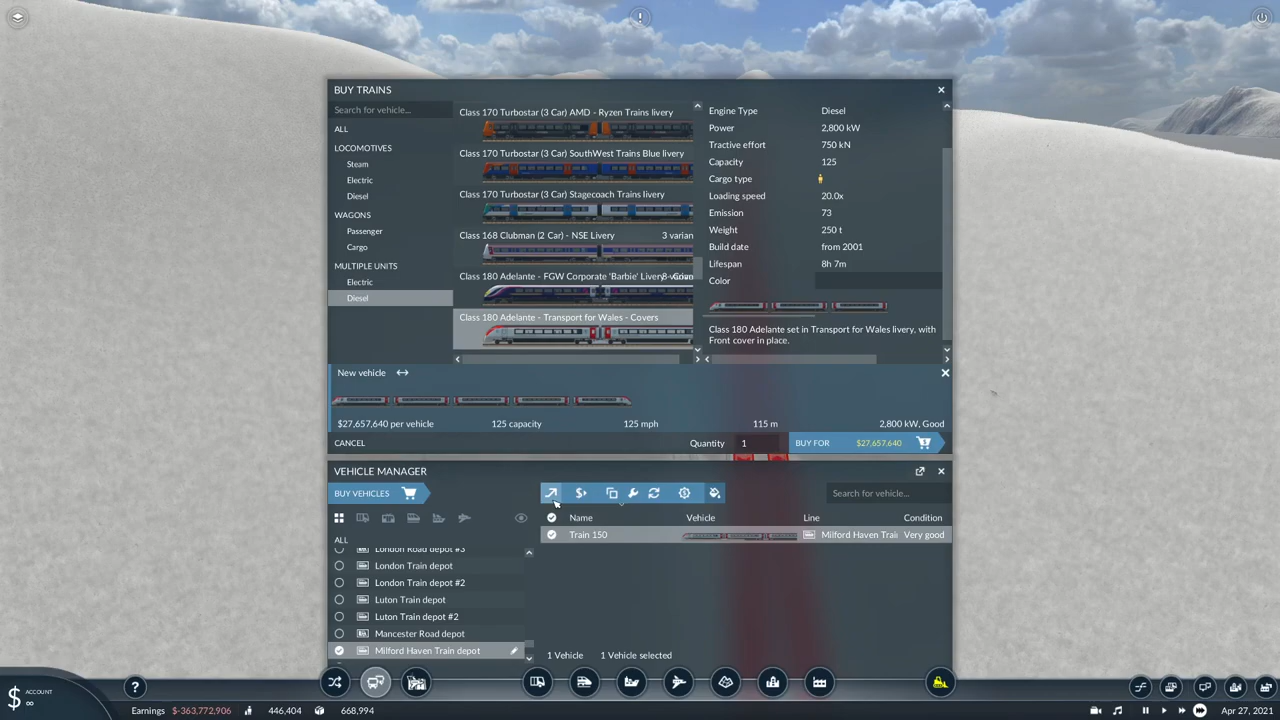 BUY TRAINS
Search for vehicle...
ALL
LOCOMOTIVES
Steam
Electric
Diesel
WAGONS
Passenger
Cargo
MULTIPLE UNITS
Electric
Diesel
Class 170 Turbostar (3 Car) AMD - Ryzen Trains livery
Class 170 Turbostar (3 Car) SouthWest Trains Blue livery
Class 170 Turbostar (3 Car) Stagecoach Trains livery
Class 168 Clubman (2 Car) - NSE Livery 3 varian
Class 180 Adelante - FGW Corporate 'Barbie' Livery
Class 180 Adelante - Transport for Wales - Covers
Engine Type Diesel
Power 2,800 kW
Tractive effort 750 kN
Capacity 125
Cargo type
Loading speed 20.0x
Emission 73
Weight 250 t
Build date from 2001
Lifespan 8h 7m
Color
Class 180 Adelante set in Transport for Wales livery, with
Front cover in place.
New vehicle
$27,657,640 per vehicle 125 capacity 125 mph 115 m 2,800 kW, Good
CANCEL Quantity 1 BUY FOR $27,657,640
VEHICLE MANAGER
BUY VEHICLES
Search for vehicle...
ALL
London Road depot #3
London Train depot
London Train depot #2
Luton Train depot
Luton Train depot #2
Mancester Road depot
Milford Haven Train depot
Name Vehicle Line Condition
Train 150 Milford Haven Trai Very good
1 Vehicle 1 Vehicle selected
$ ACCOUNT
∞
?
Earnings $-363,772,906 446,404 668,994 Apr 27, 2021